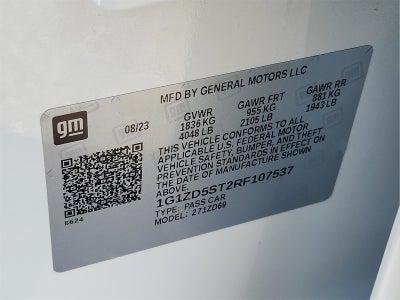 gm
MFD BY GENERAL MOTORS LLC
08/23 GVWR GAWR FRT GAWR RR
1836 KG 955 KG 881 KG
4048 LB 2105 LB 1943 LB
THIS VEHICLE CONFORMS TO ALL
APPLICABLE U.S. FEDERAL MOTOR
VEHICLE SAFETY, BUMPER, AND THEFT
PREVENTION STANDARDS IN EFFECT ON
THE DATE OF MANUFACTURE SHOWN
ABOVE.
1G1ZD5ST2RF107537
TYPE: PASS CAR
MODEL: 271ZD69
8624